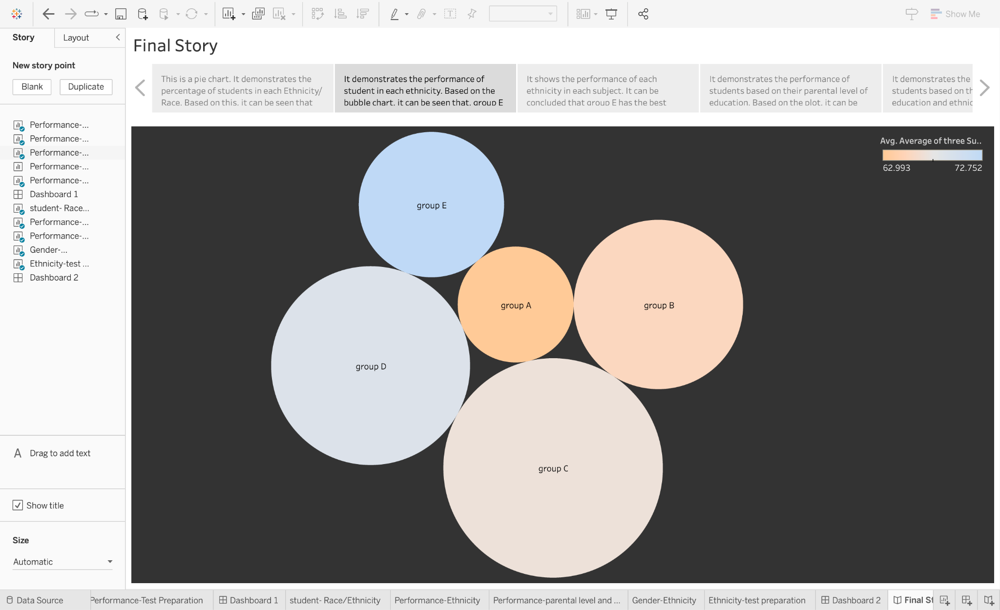 Show Me
Story
Layout
New story point
Blank
Duplicate
Performance-...
Performance-...
Performance-...
Performance-...
Performance-...
Dashboard 1
student- Race...
Performance-...
Performance-...
Gender-...
Ethnicity-test ...
Dashboard 2
A Drag to add text
Show title
Size
Automatic
Final Story
This is a pie chart. It demonstrates the
percentage of students in each Ethnicity/
Race. Based on this, it can be seen that
It demonstrates the performance of
student in each ethnicity. Based on the
bubble chart, it can be seen that, group E
It shows the performance of each
ethnicity in each subject. It can be
concluded that group E has the best
It demonstrates the performance of
students based on their parental level of
education. Based on the plot, it can be
It demonstrates the
students based on th
education and ethnic
Avg. Average of three Su..
62.993
72.752
group E
group A
group B
group D
group C
Data Source
Performance-Test Preparation
Dashboard 1
student- Race/Ethnicity
Performance-Ethnicity
Performance-parental level and ...
Gender-Ethnicity
Ethnicity-test preparation
Dashboard 2
Final St